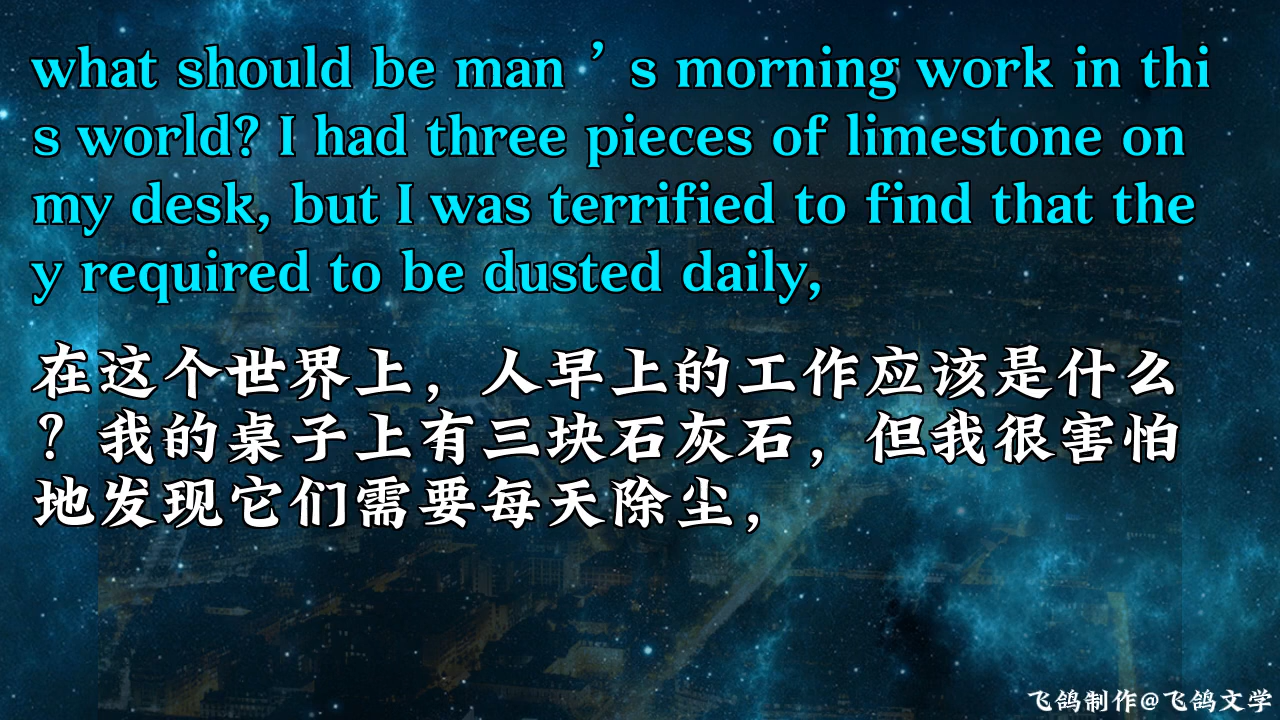 what should be man ’ s morning work in thi
s world? I had three pieces of limestone on
my desk, but I was terrified to find that the
y required to be dusted daily,
在这个世界上，人早上的工作应该是什么
？我的桌子上有三块石灰石，但我很害怕
地发现它们需要每天除尘，
飞鸽制作@飞鸽文学